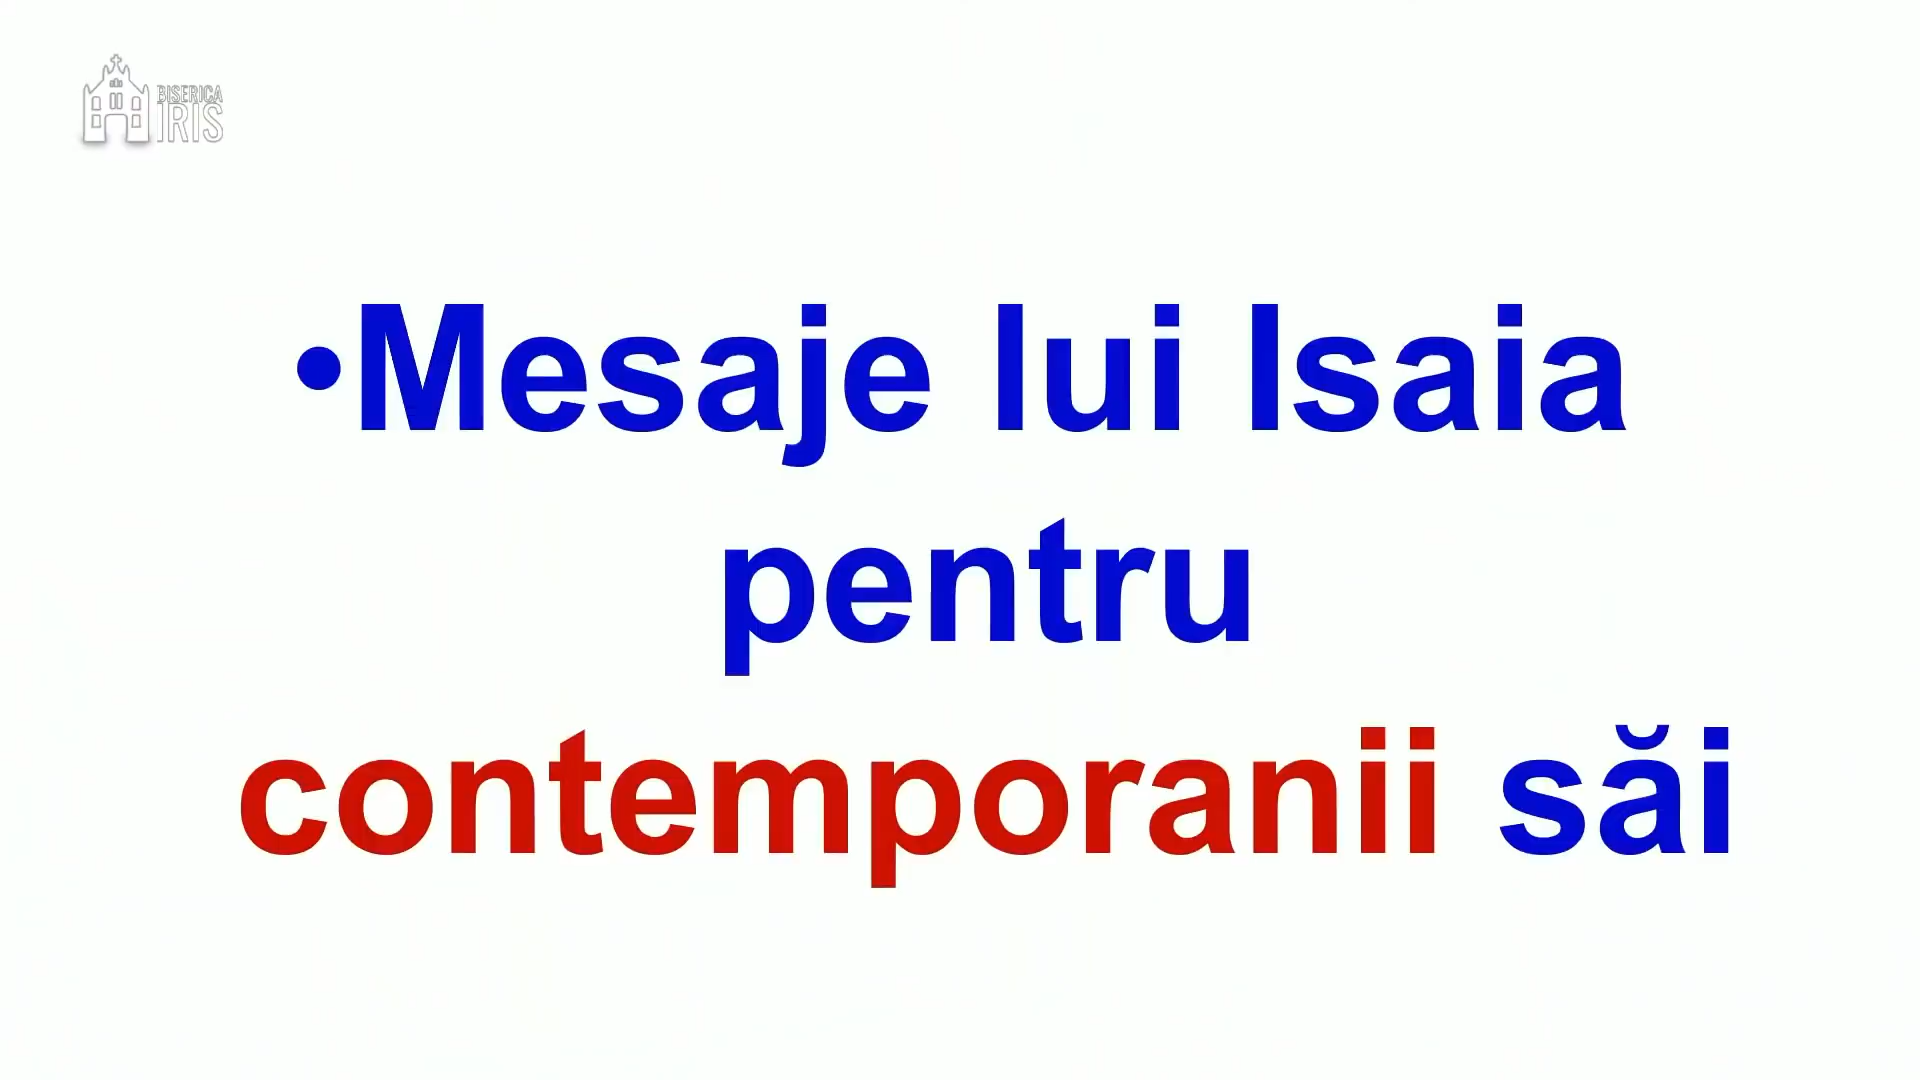 BISERICA
IRIS
•Mesaje lui Isaia
pentru
contemporanii săi